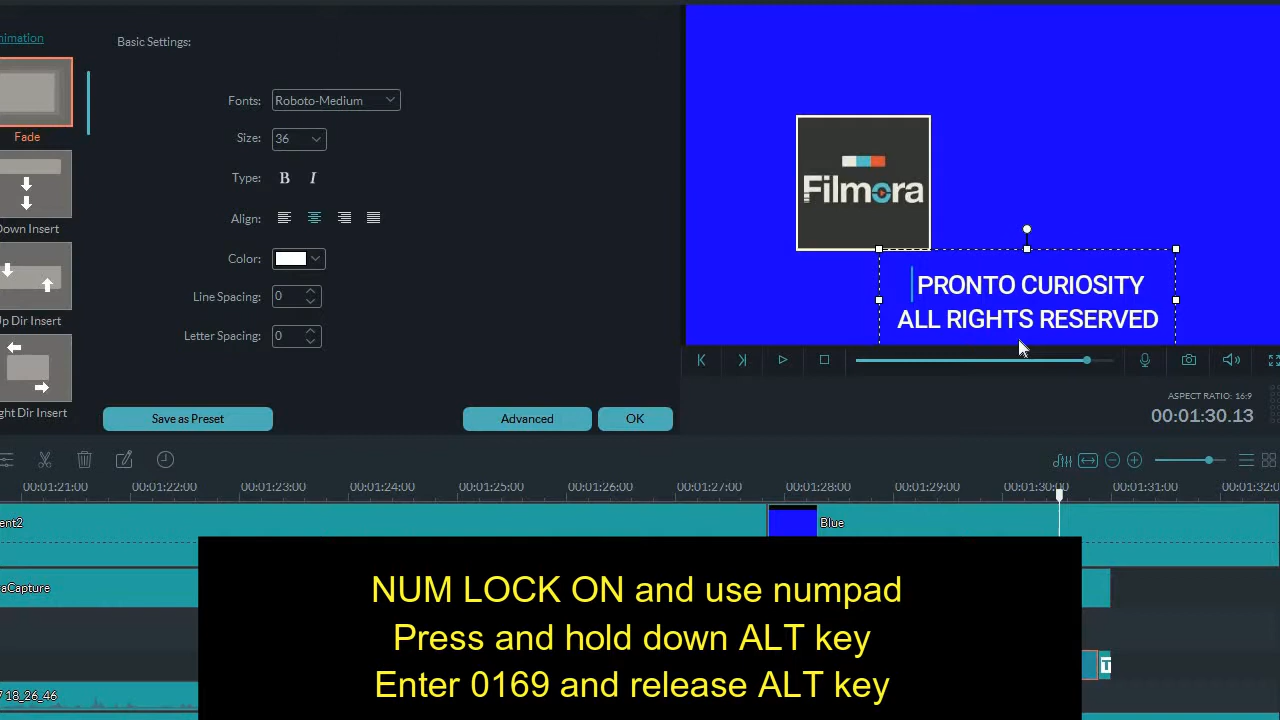 nimation
Basic Settings:
Fonts: Roboto-Medium
Fade
Size: 36
Type: B I
Down Insert
Align:
Color:
Line Spacing: 0
Up Dir Insert
Letter Spacing: 0
ght Dir Insert
Save as Preset Advanced OK
Filmora
PRONTO CURIOSITY
ALL RIGHTS RESERVED
ASPECT RATIO: 16:9
00:01:30.13
00:01:21:00 00:01:22:00 00:01:23:00 00:01:24:00 00:01:25:00 00:01:26:00 00:01:27:00 00:01:28:00 00:01:29:00 00:01:30:00 00:01:31:00 00:01:32:0
ent2 Blue
aCapture
T
718_26_46
NUM LOCK ON and use numpad
Press and hold down ALT key
Enter 0169 and release ALT key